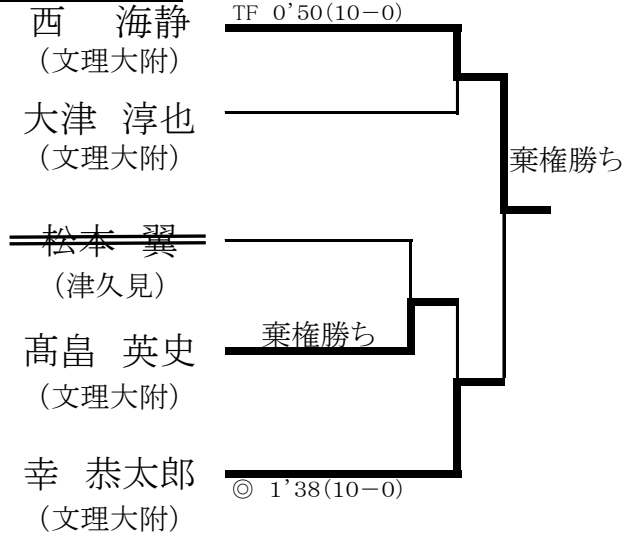 西　海静
TF 0’50(10−0)
（文理大附）
大津　淳也
（文理大附）
棄権勝ち
松本　翼
（津久見）
棄権勝ち
髙畠　英史
（文理大附）
幸　恭太郎
◎ 1’38(10−0)
（文理大附）